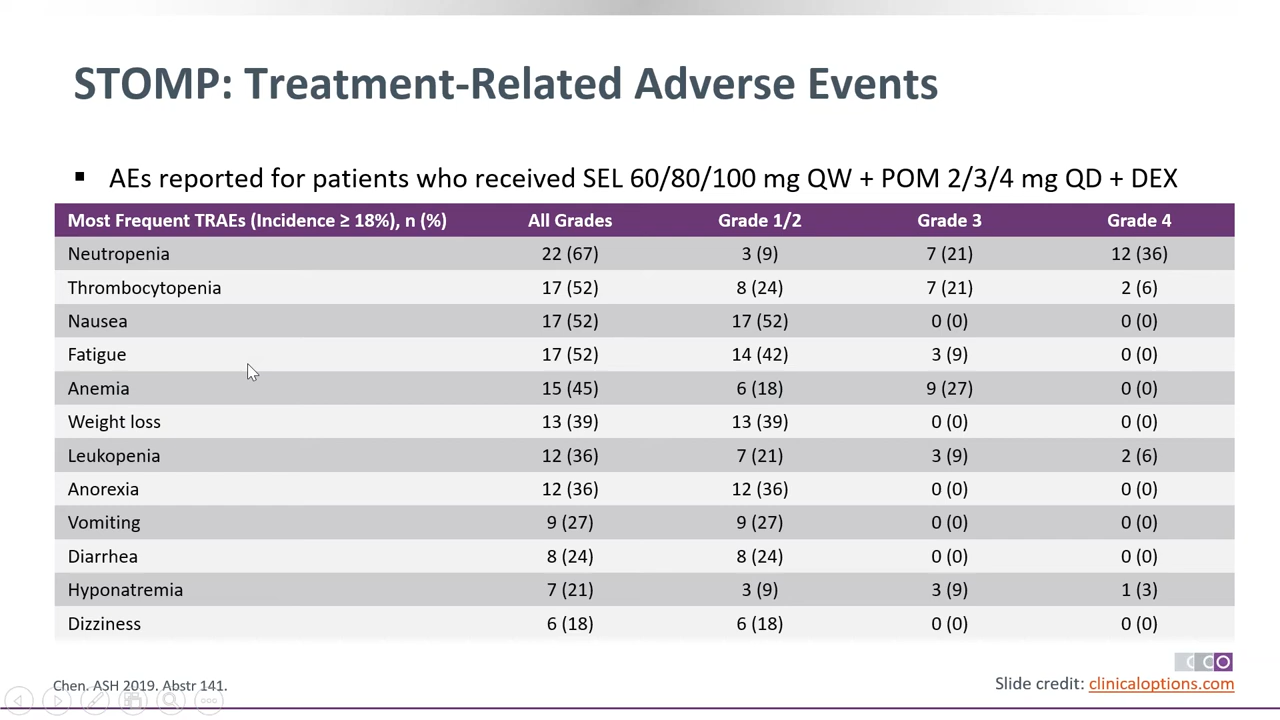 STOMP: Treatment-Related Adverse Events
▪ AEs reported for patients who received SEL 60/80/100 mg QW + POM 2/3/4 mg QD + DEX
Most Frequent TRAEs (Incidence ≥ 18%), n (%) All Grades Grade 1/2 Grade 3 Grade 4
Neutropenia 22 (67) 3 (9) 7 (21) 12 (36)
Thrombocytopenia 17 (52) 8 (24) 7 (21) 2 (6)
Nausea 17 (52) 17 (52) 0 (0) 0 (0)
Fatigue 17 (52) 14 (42) 3 (9) 0 (0)
Anemia 15 (45) 6 (18) 9 (27) 0 (0)
Weight loss 13 (39) 13 (39) 0 (0) 0 (0)
Leukopenia 12 (36) 7 (21) 3 (9) 2 (6)
Anorexia 12 (36) 12 (36) 0 (0) 0 (0)
Vomiting 9 (27) 9 (27) 0 (0) 0 (0)
Diarrhea 8 (24) 8 (24) 0 (0) 0 (0)
Hyponatremia 7 (21) 3 (9) 3 (9) 1 (3)
Dizziness 6 (18) 6 (18) 0 (0) 0 (0)
CCO
Chen. ASH 2019. Abstr 141.
Slide credit: clinicaloptions.com